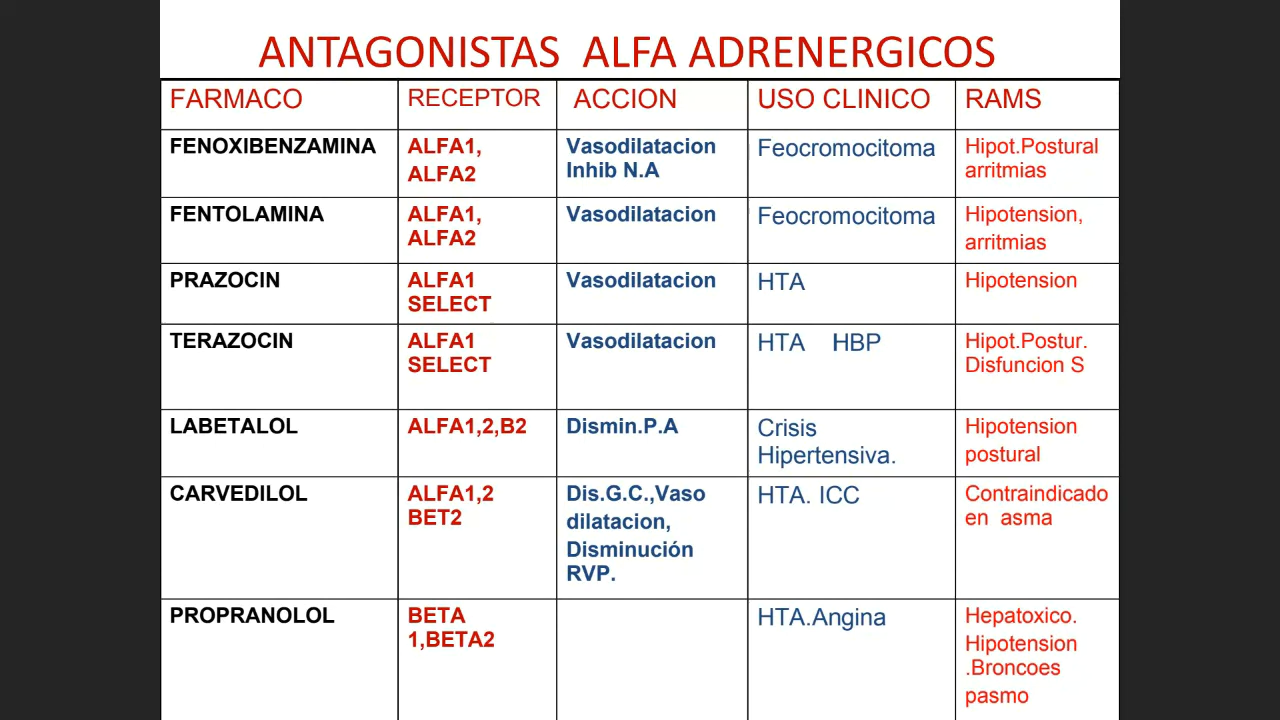 ANTAGONISTAS ALFA ADRENERGICOS
FARMACO RECEPTOR ACCION USO CLINICO RAMS
FENOXIBENZAMINA
ALFA1,
ALFA2
Vasodilatacion
Inhib N.A
Feocromocitoma
Hipot.Postural
arritmias
FENTOLAMINA
ALFA1,
ALFA2
Vasodilatacion
Feocromocitoma
Hipotension,
arritmias
PRAZOCIN
ALFA1
SELECT
Vasodilatacion
HTA
Hipotension
TERAZOCIN
ALFA1
SELECT
Vasodilatacion
HTA HBP
Hipot.Postur.
Disfuncion S
LABETALOL
ALFA1,2,B2
Dismin.P.A
Crisis
Hipertensiva.
Hipotension
postural
CARVEDILOL
ALFA1,2
BET2
Dis.G.C.,Vaso
dilatacion,
Disminución
RVP.
HTA. ICC
Contraindicado
en asma
PROPRANOLOL
BETA
1,BETA2
HTA.Angina
Hepatoxico.
Hipotension
.Broncoes
pasmo